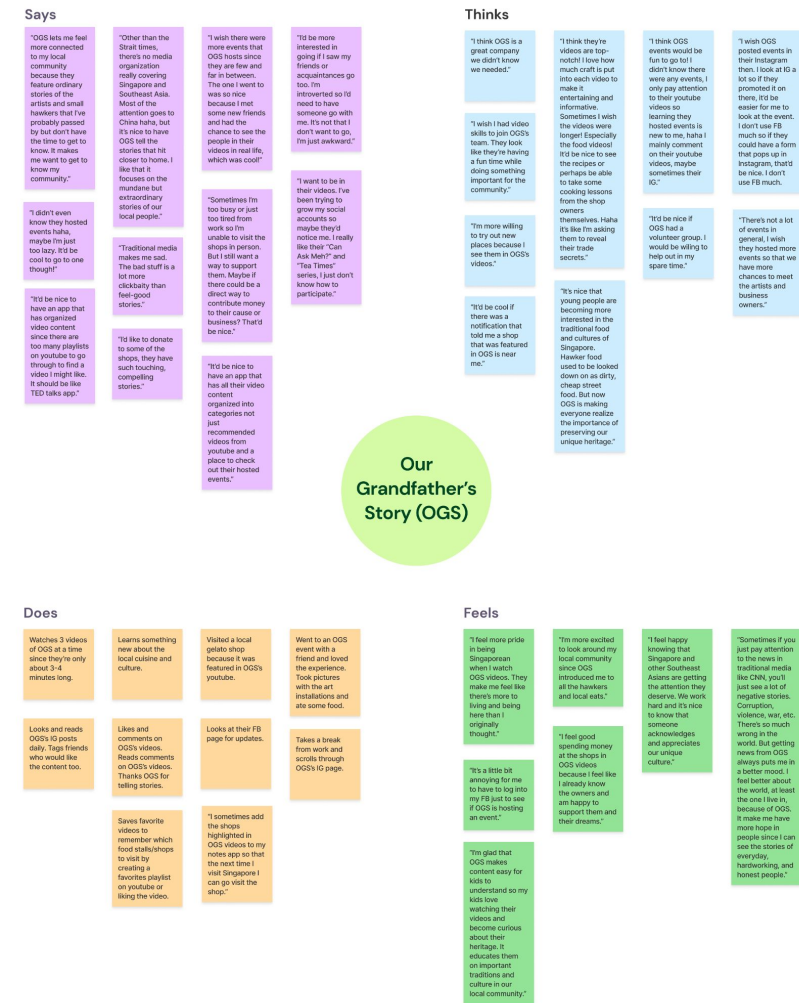 Says
"OGS lets me feel
more connected
to my local
community
because they
feature ordinary
stories of the
artists and small
hawkers that I've
probably passed
by but don't have
the time to get to
know. It makes
me want to get to
know my
community."
"I didn't even
know they hosted
events haha,
maybe I'm just
too lazy. It'd be
cool to go to one
though!"
"It'd be nice to
have an app that
has organized
video content
since there are
too many playlists
on youtube to go
through to find a
video I might like.
It should be like
TED talks app."
"Other than the
Strait times,
there's no media
organization
really covering
Singapore and
Southeast Asia.
Most of the
attention goes to
China haha, but
it's nice to have
OGS tell the
stories that hit
closer to home. I
like that it
focuses on the
mundane but
extraordinary
stories of our
local people."
"Traditional media
makes me sad.
The bad stuff is a
lot more
clickbaity than
feel-good
stories."
"I'd like to donate
to some of the
shops, they have
such touching,
compelling
stories."
"I wish there were
more events that
OGS hosts since
they are few and
far in between.
The one I went to
was so nice
because I met
some new friends
and had the
chance to see the
people in their
videos in real life,
which was cool!"
"Sometimes I'm
too busy or just
too tired from
work so I'm
unable to visit the
shops in person.
But I still want a
way to support
them. Maybe if
there could be a
direct way to
contribute money
to their cause or
business? That'd
be nice."
"It'd be nice to
have an app that
has all their video
content
organized into
categories not
just
recommended
videos from
youtube and a
place to check
out their hosted
events."
"I'd be more
interested in
going if I saw my
friends or
acquaintances go
too. I'm
introverted so I'd
need to have
someone go with
me. It's not that I
don't want to go,
I'm just awkward."
"I want to be in
their videos. I've
been trying to
grow my social
accounts so
maybe they'd
notice me. I really
like their "Can
Ask Meh?" and
"Tea Times"
series, I just don't
know how to
participate."
Thinks
"I think OGS is a
great company
we didn't know
we needed."
"I wish I had video
skills to join OGS's
team. They look
like they're having
a fun time while
doing something
important for the
community."
"I'm more willing
to try out new
places because I
see them in OGS's
videos."
"It'd be cool if
there was a
notification that
told me a shop
that was featured
in OGS is near
me."
"I think they're
videos are top-
notch! I love how
much craft is put
into each video to
make it
entertaining and
informative.
Sometimes I wish
the videos were
longer! Especially
the food videos!
It'd be nice to see
the recipes or
perhaps be able
to take some
cooking lessons
from the shop
owners
themselves. Haha
it's like I'm asking
them to reveal
their trade
secrets."
"It's nice that
young people are
becoming more
interested in the
traditional food
and cultures of
Singapore.
Hawker food
used to be looked
down on as dirty,
cheap street
food. But now
OGS is making
everyone realize
the importance of
preserving our
unique heritage."
"I think OGS
events would be
fun to go to! I
didn't know there
were any events, I
only pay attention
to their youtube
videos so
learning they
hosted events is
new to me, haha I
mainly comment
on their youtube
videos, maybe
sometimes their
IG."
"It'd be nice if
OGS had a
volunteer group. I
would be wiling to
help out in my
spare time."
"I wish OGS
posted events in
their Instagram
then. I look at IG a
lot so if they
promoted it on
there, it'd be
easier for me to
look at the event.
I don't use FB
much so if they
could have a form
that pops up in
Instagram, that'd
be nice. I don't
use FB much.
"There's not a lot
of events in
general, I wish
they hosted more
events so that we
have more
chances to meet
the artists and
business
owners."
Our
Grandfather's
Story (OGS)
Does
Watches 3 videos
of OGS at a time
since they're only
about 3-4
minutes long.
Looks and reads
OGS's IG posts
daily. Tags friends
who would like
the content too.
Learns something
new about the
local cuisine and
culture.
Likes and
comments on
OGS's videos.
Reads comments
on OGS's videos.
Thanks OGS for
telling stories.
Saves favorite
videos to
remember which
food stalls/shops
to visit by
creating a
favorites playlist
on youtube or
liking the video.
Visited a local
gelato shop
because it was
featured in OGS's
youtube.
Looks at their FB
page for updates.
"I sometimes add
the shops
highlighted in
OGS videos to my
notes app so that
the next time I
visit Singapore I
can go visit the
shop."
Went to an OGS
event with a
friend and loved
the experience.
Took pictures
with the art
installations and
ate some food.
Takes a break
from work and
scrolls through
OGS's IG page.
Feels
"I feel more pride
in being
Singaporean
when I watch
OGS videos. They
make me feel like
there's more to
living and being
here than I
originally
thought."
"It's a little bit
annoying for me
to have to log into
my FB just to see
if OGS is hosting
an event."
"I'm glad that
OGS makes
content easy for
kids to
understand so my
kids love
watching their
videos and
become curious
about their
heritage. It
educates them
on important
traditions and
culture in our
local community."
"I'm more excited
to look around my
local community
since OGS
introduced me to
all the hawkers
and local eats."
"I feel good
spending money
at the shops in
OGS videos
because I feel like
I already know
the owners and
am happy to
support them and
their dreams."
"I feel happy
knowing that
Singapore and
other Southeast
Asians are getting
the attention they
deserve. We work
hard and it's nice
to know that
someone
acknowledges
and appreciates
our unique
culture."
"Sometimes if you
just pay attention
to the news in
traditional media
like CNN, you'll
just see a lot of
negative stories.
Corruption,
violence, war, etc.
There's so much
wrong in the
world. But getting
news from OGS
always puts me in
a better mood. I
feel better about
the world, at least
the one I live in,
because of OGS.
It make me have
more hope in
people since I can
see the stories of
everyday,
hardworking, and
honest people."